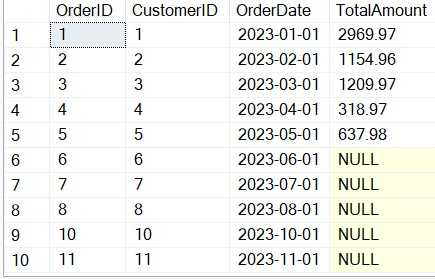 OrderID CustomerID OrderDate TotalAmount
1 1 1 2023-01-01 2969.97
2 2 2 2023-02-01 1154.96
3 3 3 2023-03-01 1209.97
4 4 4 2023-04-01 318.97
5 5 5 2023-05-01 637.98
6 6 6 2023-06-01 NULL
7 7 7 2023-07-01 NULL
8 8 8 2023-08-01 NULL
9 10 10 2023-10-01 NULL
10 11 11 2023-11-01 NULL